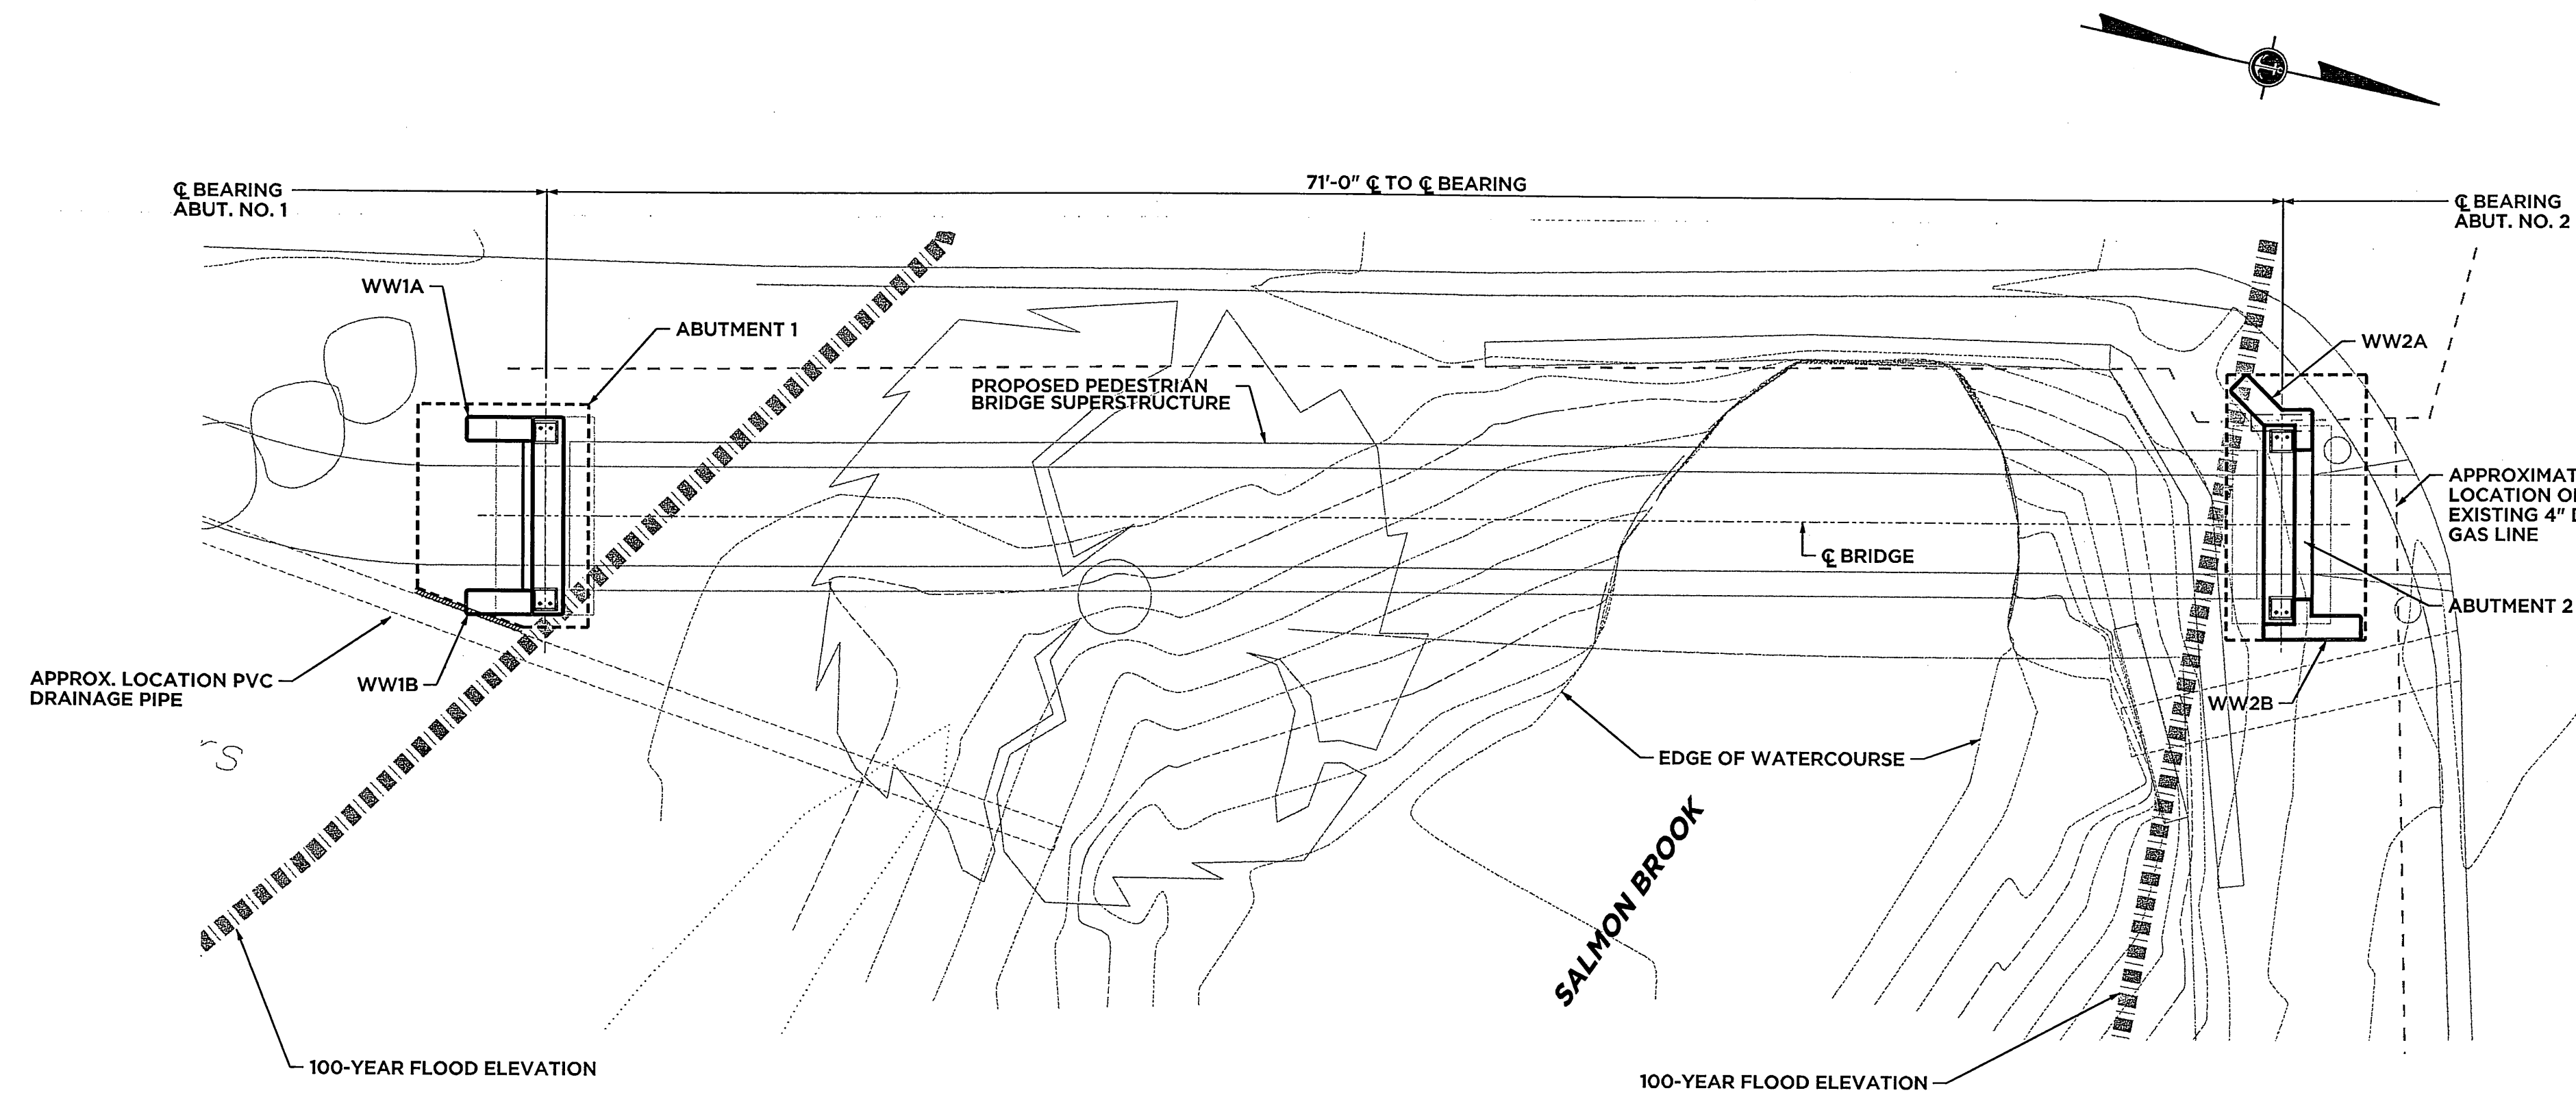 ℄ BEARING
ABUT. NO. 1
71'-0" ℄ TO ℄ BEARING
℄ BEARING
ABUT. NO. 2
WW1A
ABUTMENT 1
WW2A
PROPOSED PEDESTRIAN
BRIDGE SUPERSTRUCTURE
LOCATION
EXISTING 4"
GAS LINE
℄ BRIDGE
ABUTMENT 2
APPROX. LOCATION PVC
DRAINAGE PIPE
WW1B
WW2B
EDGE OF WATERCOURSE
SALMON BROOK
100-YEAR FLOOD ELEVATION
100-YEAR FLOOD ELEVATION